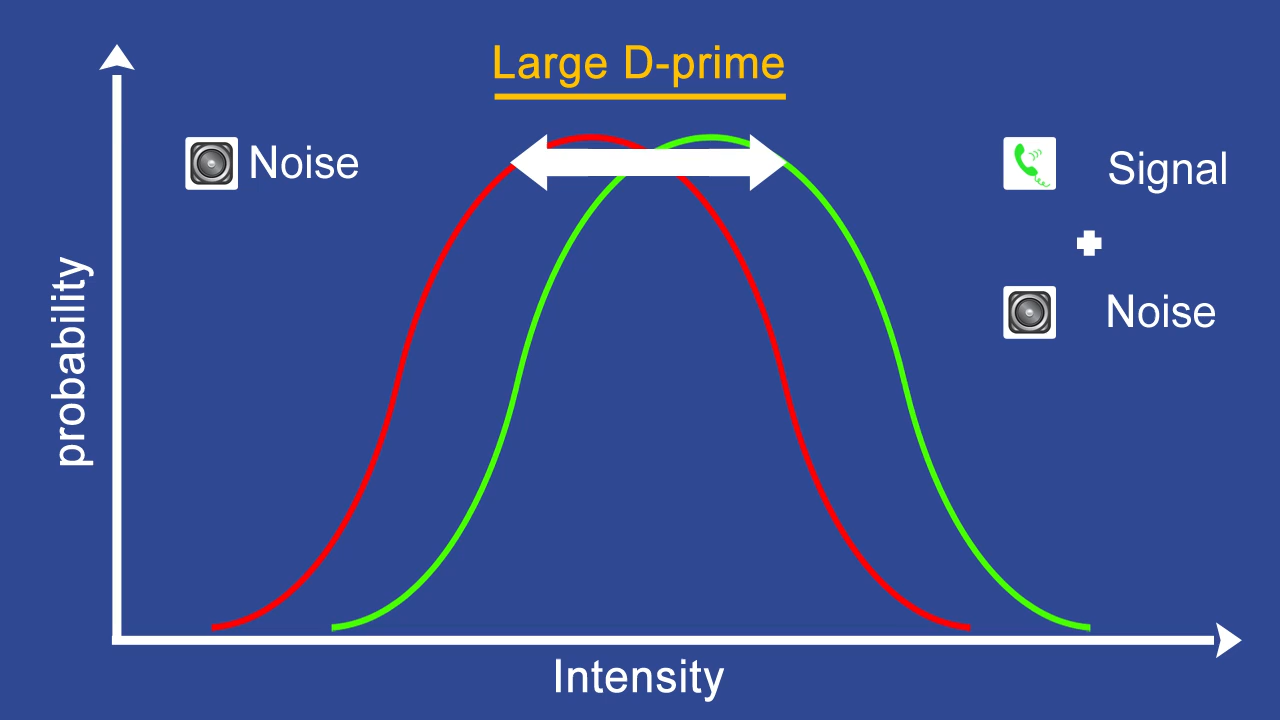 Large D-prime
Noise
Signal
Noise
probability
Intensity